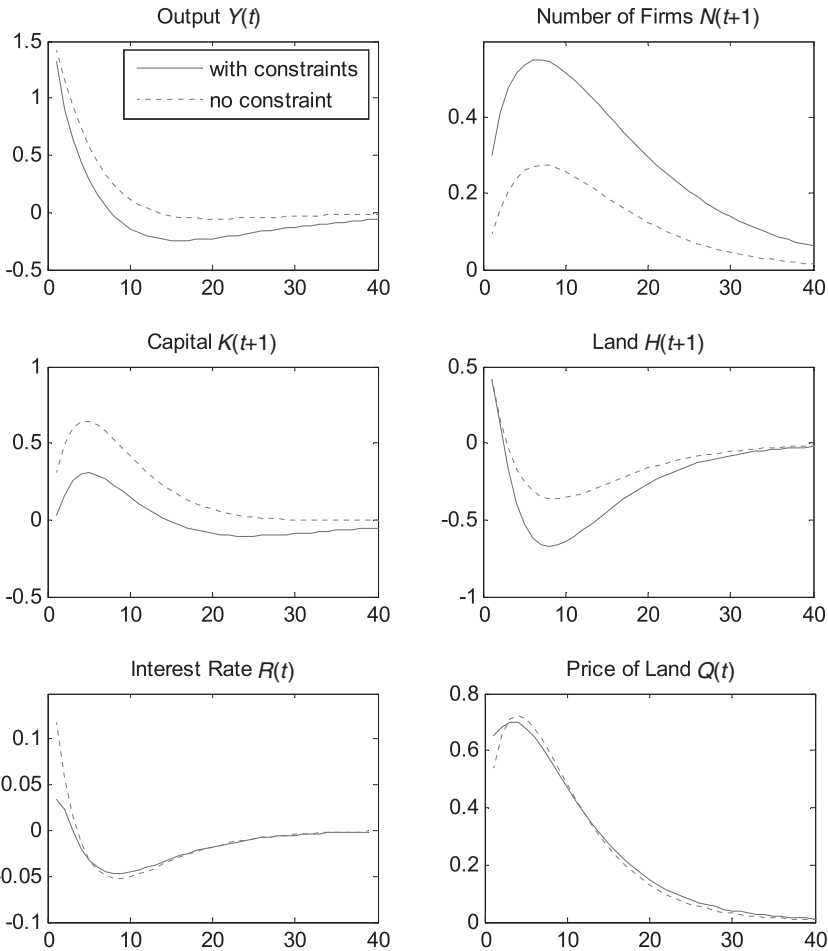 Output Y(t)
1.5
1
0.5
0
-0.5
0 10 20 30 40
with constraints
no constraint
Number of Firms N(t+1)
0.4
0.2
0
0 10 20 30 40
Capital K(t+1)
1
0.5
0
-0.5
0 10 20 30 40
Land H(t+1)
0.5
0
-0.5
-1
0 10 20 30 40
Interest Rate R(t)
0.1
0.05
0
0.05
-0.1
0 10 20 30 40
Price of Land Q(t)
0.8
0.6
0.4
0.2
0
0 10 20 30 40